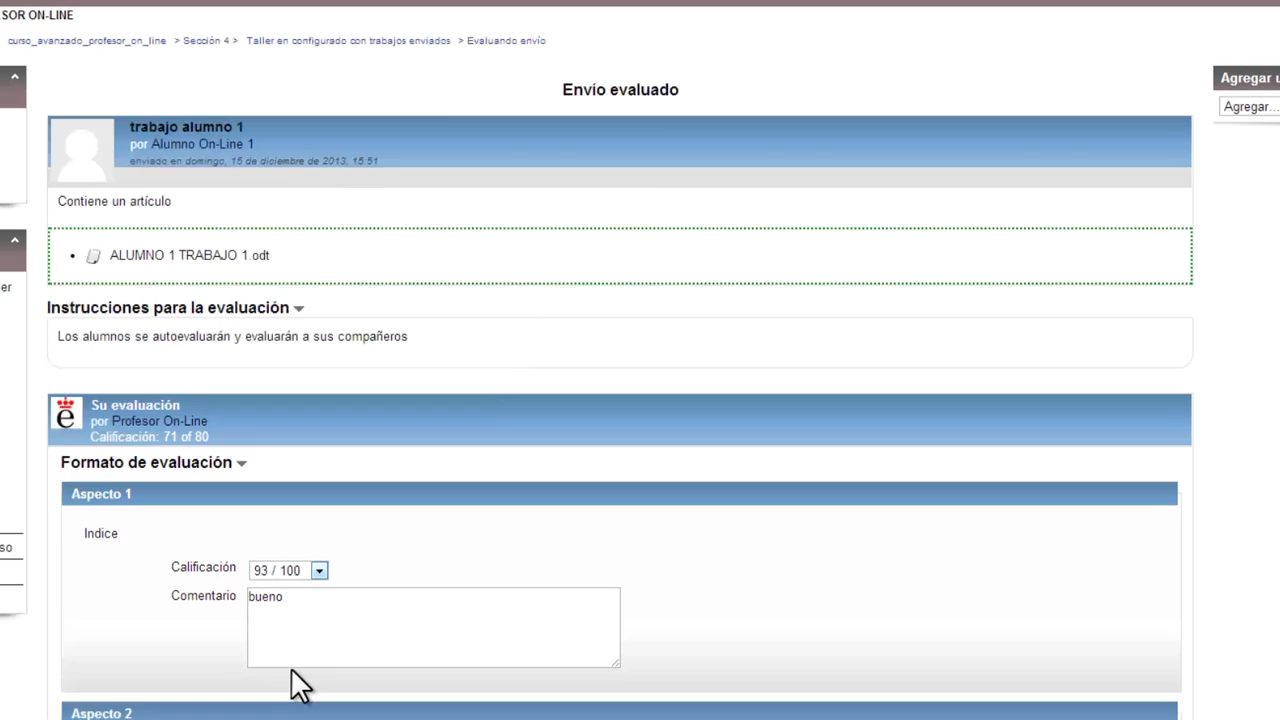 SOR ON-LINE
curso_avanzado_profesor_on_line > Sección 4 > Taller en configurado con trabajos enviados > Evaluando envío
Agregar u
Agregar...
Envío evaluado
trabajo alumno 1
por Alumno On-Line 1
enviado en domingo, 15 de diciembre de 2013, 15:51
Contiene un artículo
ALUMNO 1 TRABAJO 1.odt
er
Instrucciones para la evaluación
Los alumnos se autoevaluarán y evaluarán a sus compañeros
e
Su evaluación
por Profesor On-Line
Calificación: 71 of 80
Formato de evaluación
Aspecto 1
Indice
so
Calificación 93 / 100
Comentario bueno
Aspecto 2